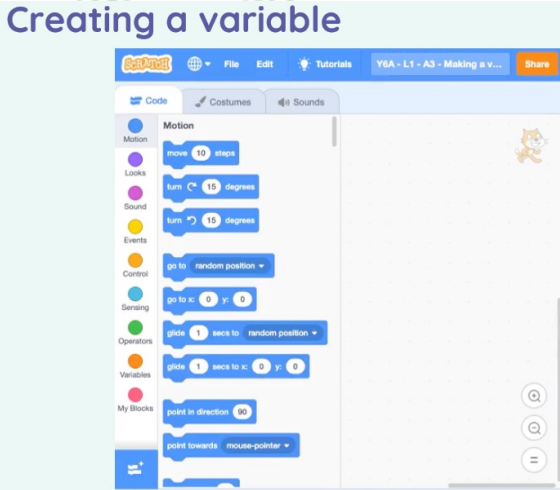 Creating a variable
SCRATCH File Edit Tutorials Y6A - L1 - A3 - Making a v... Share
Code Costumes Sounds
Motion
Looks
Sound
Events
Control
Sensing
Operators
Variables
My Blocks
Motion
move 10 steps
turn 15 degrees
turn 15 degrees
go to random position
go to x: 0 y: 0
glide 1 secs to random position
glide 1 secs to x: 0 y: 0
point in direction 90
point towards mouse-pointer